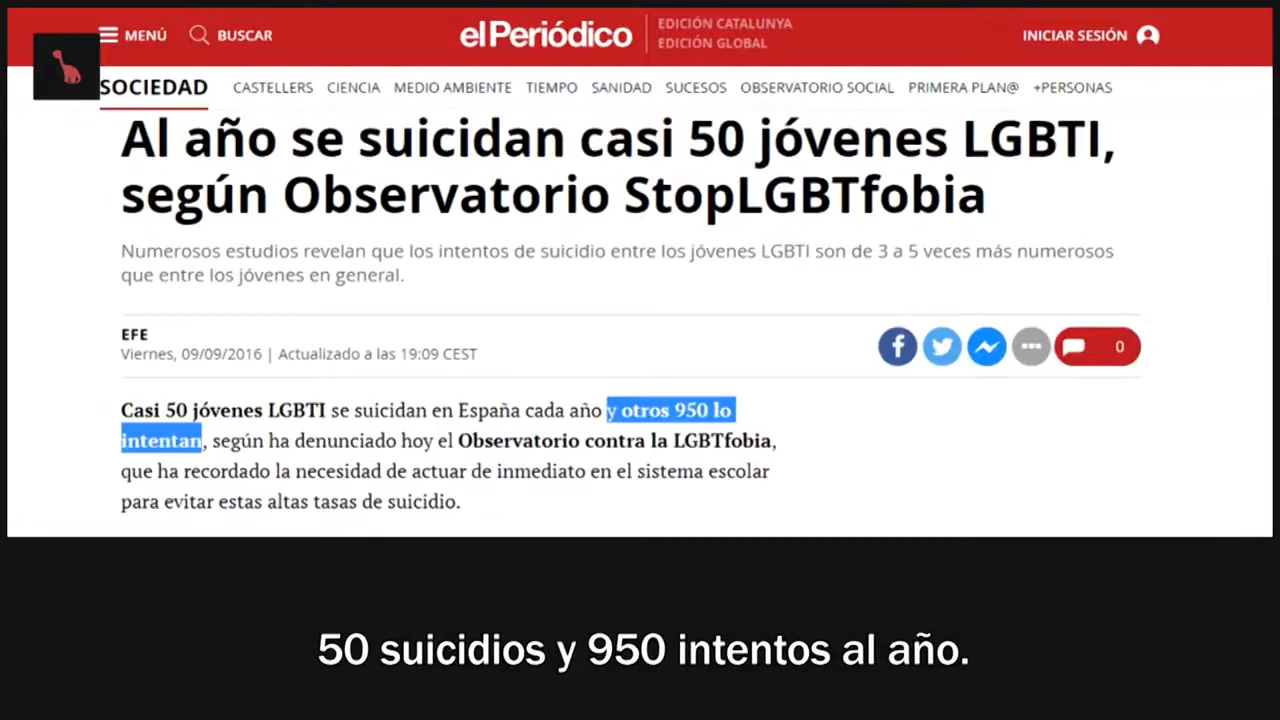 MENÚ
BUSCAR
elPeriódico
EDICIÓN CATALUNYA
EDICIÓN GLOBAL
INICIAR SESIÓN
SOCIEDAD
CASTELLERS
CIENCIA
MEDIO AMBIENTE
TIEMPO
SANIDAD
SUCESOS
OBSERVATORIO SOCIAL
PRIMERA PLAN@
+PERSONAS
Al año se suicidan casi 50 jóvenes LGBTI,
según Observatorio StopLGBTfobia
Numerosos estudios revelan que los intentos de suicidio entre los jóvenes LGBTI son de 3 a 5 veces más numerosos
que entre los jóvenes en general.
EFE
Viernes, 09/09/2016 | Actualizado a las 19:09 CEST
0
Casi 50 jóvenes LGBTI se suicidan en España cada año y otros 950 lo
intentan, según ha denunciado hoy el Observatorio contra la LGBTfobia,
que ha recordado la necesidad de actuar de inmediato en el sistema escolar
para evitar estas altas tasas de suicidio.
50 suicidios y 950 intentos al año.